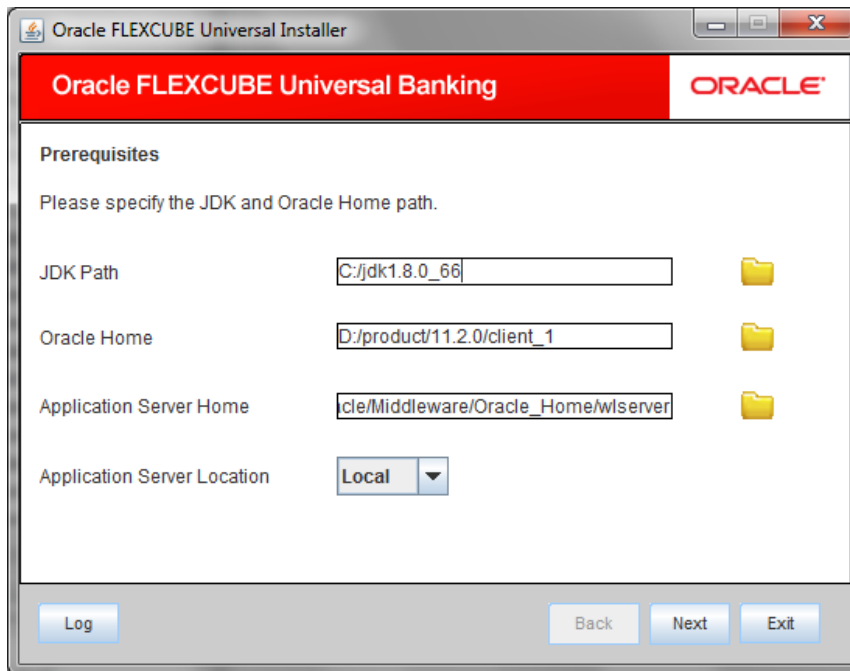 Oracle FLEXCUBE Universal Installer
Oracle FLEXCUBE Universal Banking
ORACLE
Prerequisites
Please specify the JDK and Oracle Home path.
JDK Path C:/jdk1.8.0_66
Oracle Home D:/product/11.2.0/client_1
Application Server Home acle/Middleware/Oracle_Home/wlserver
Application Server Location Local
Log Back Next Exit